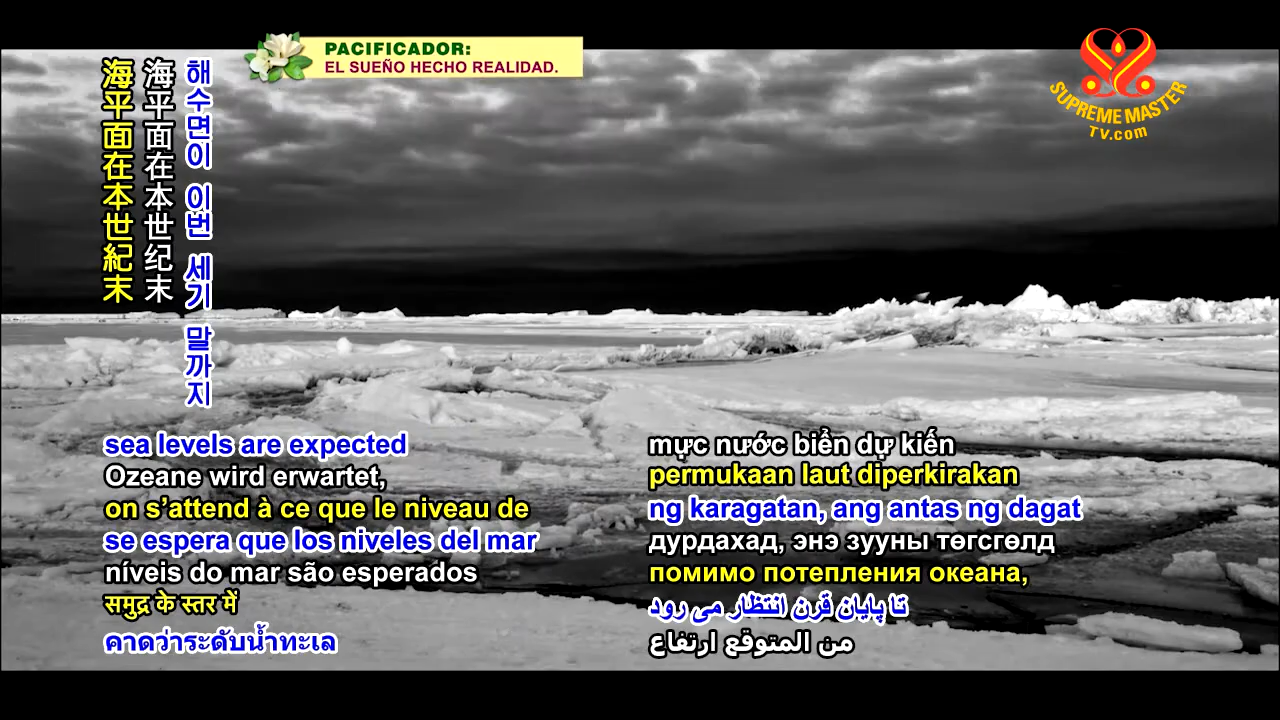 PACIFICADOR:
EL SUEÑO HECHO REALIDAD.
SUPREME MASTER
TV.com
海平面在本世紀末
海平面在本世纪末
해수면이 이번 세기 말까지
sea levels are expected
Ozeane wird erwartet,
on s’attend à ce que le niveau de
se espera que los niveles del mar
níveis do mar são esperados
समुद्र के स्तर में
คาดว่าระดับน้ำทะเล
mực nước biển dự kiến
permukaan laut diperkirakan
ng karagatan, ang antas ng dagat
дурдахад, энэ зууны төгсгөлд
помимо потепления океана,
تا پایان قرن انتظار می رود
من المتوقع ارتفاع